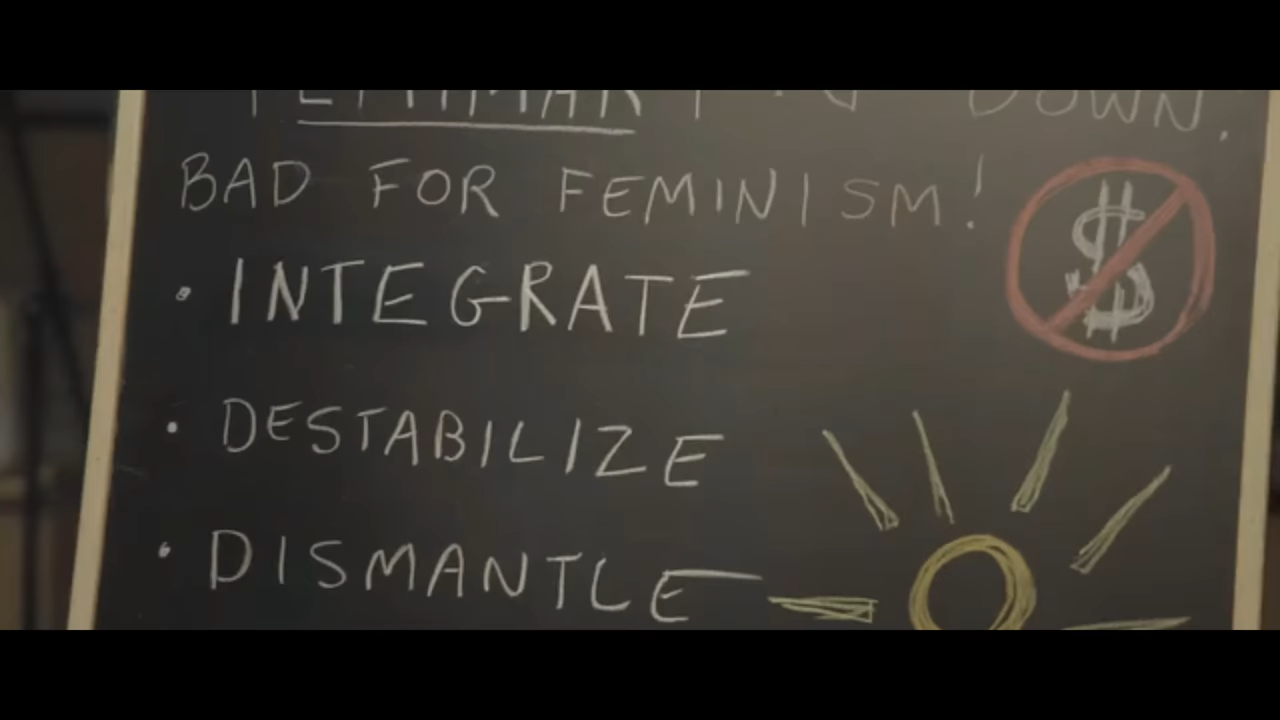 DOWN.
BAD FOR FEMINISM!
• INTEGRATE
$
• DESTABILIZE
• DISMANTLE